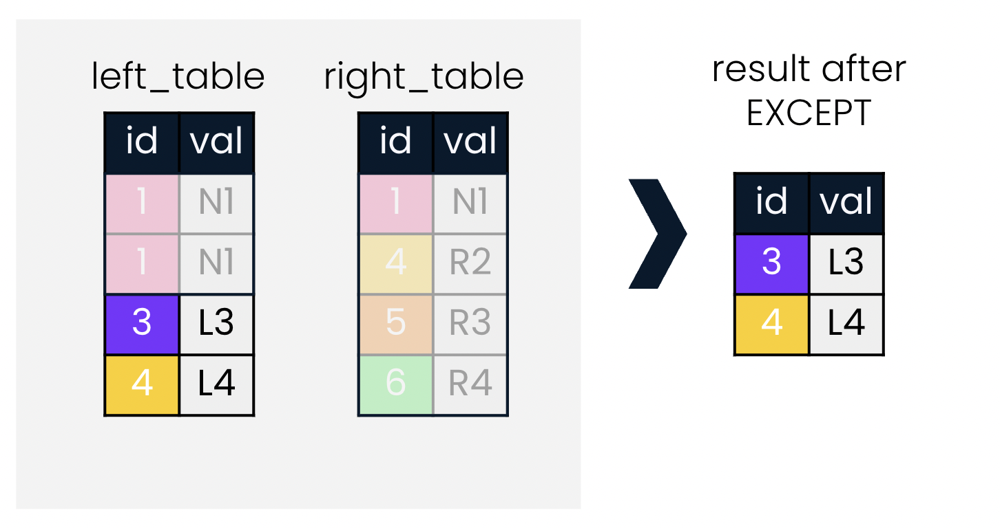 left_table
id val
1 N1
1 N1
3 L3
4 L4
right_table
id val
1 N1
4 R2
5 R3
6 R4
result after
EXCEPT
id val
3 L3
4 L4